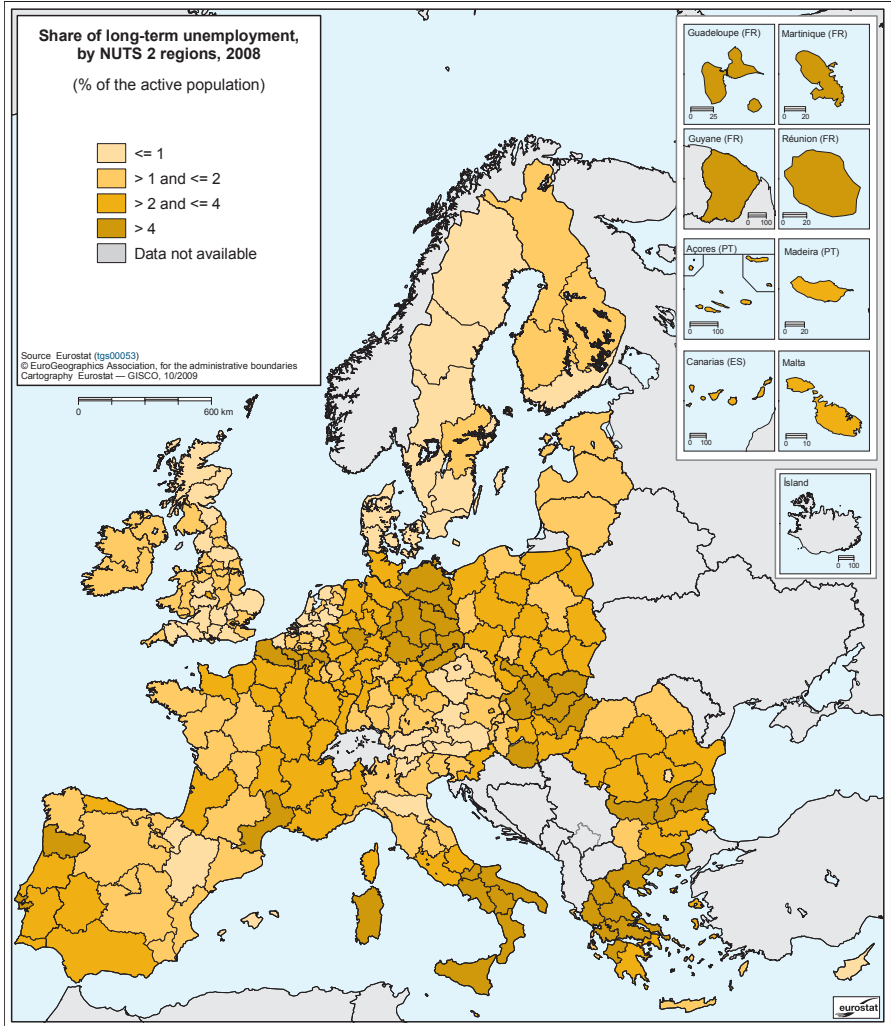 Share of long-term unemployment,
by NUTS 2 regions, 2008
(% of the active population)
<= 1
> 1 and <= 2
> 2 and <= 4
> 4
Data not available
Source Eurostat (tgs00053)
© EuroGeographics Association, for the administrative boundaries
Cartography Eurostat — GISCO, 10/2009
0 600 km
Guadeloupe (FR)
0 25
Martinique (FR)
0 20
Guyane (FR)
0 100
Réunion (FR)
0 20
Açores (PT)
0 100
Madeira (PT)
0 20
Canarias (ES)
0 100
Malta
0 10
Ísland
0 100
eurostat